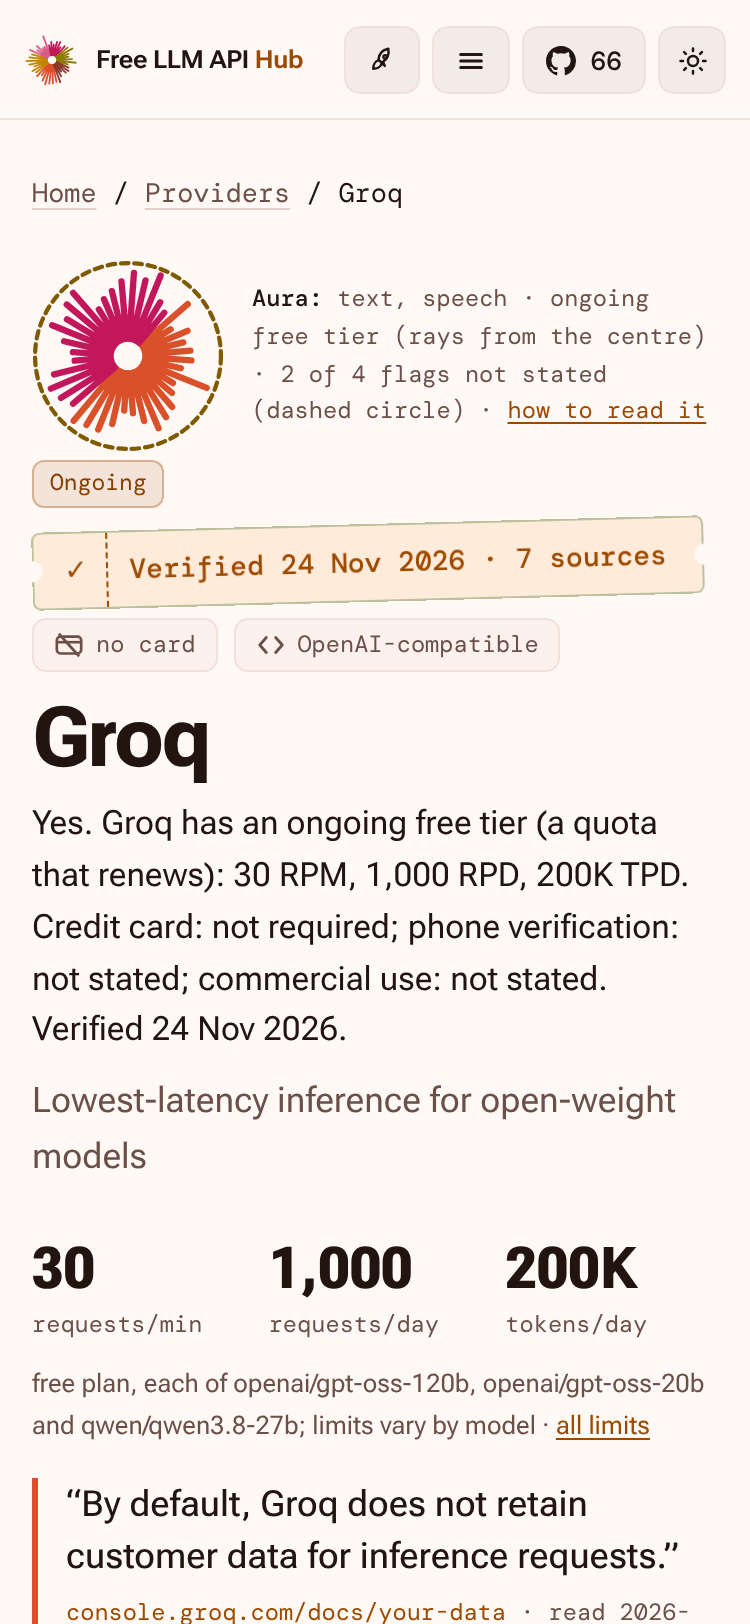 Free LLM API Hub
66
Home / Providers / Groq
Aura: text, speech · ongoing
free tier (rays from the centre)
· 2 of 4 flags not stated
(dashed circle) · how to read it
Ongoing
✓ Verified 24 Nov 2026 · 7 sources
no card
OpenAI-compatible
Groq
Yes. Groq has an ongoing free tier (a quota
that renews): 30 RPM, 1,000 RPD, 200K TPD.
Credit card: not required; phone verification:
not stated; commercial use: not stated.
Verified 24 Nov 2026.
Lowest-latency inference for open-weight
models
30 1,000 200K
requests/min requests/day tokens/day
free plan, each of openai/gpt-oss-120b, openai/gpt-oss-20b
and qwen/qwen3.8-27b; limits vary by model · all limits
“By default, Groq does not retain
customer data for inference requests.”
console.groq.com/docs/your-data · read 2026-